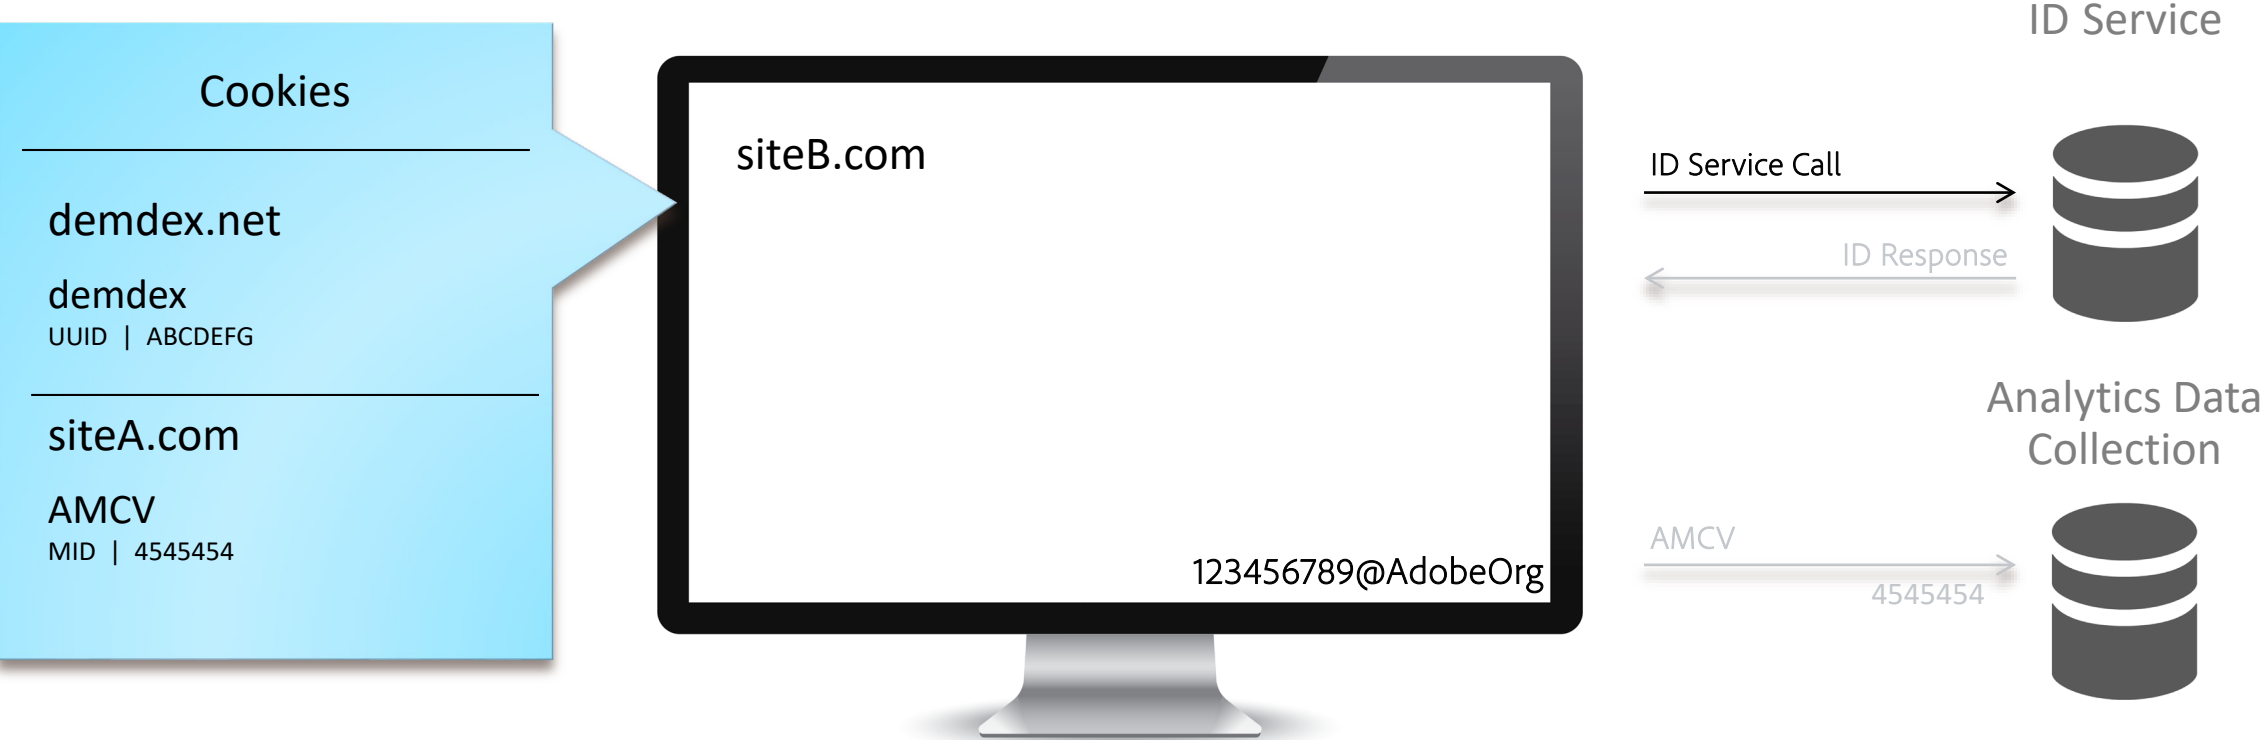 Cookies
demdex.net
demdex
UUID | ABCDEFG
siteA.com
AMCV
MID | 4545454
siteB.com
123456789@AdobeOrg
ID Service
ID Service Call
ID Response
Analytics Data
Collection
AMCV
4545454